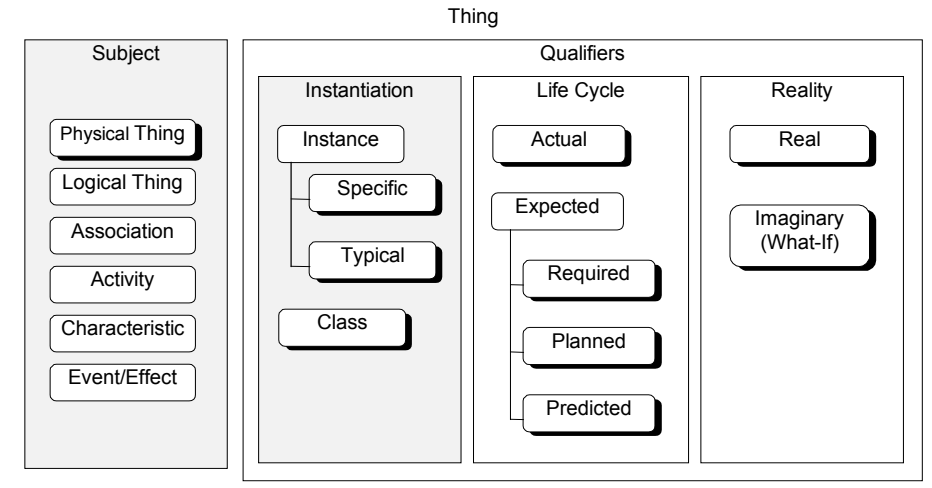 Thing
Subject
Physical Thing
Logical Thing
Association
Activity
Characteristic
Event/Effect
Qualifiers
Instantiation
Instance
Specific
Typical
Class
Life Cycle
Actual
Expected
Required
Planned
Predicted
Reality
Real
Imaginary
(What-If)